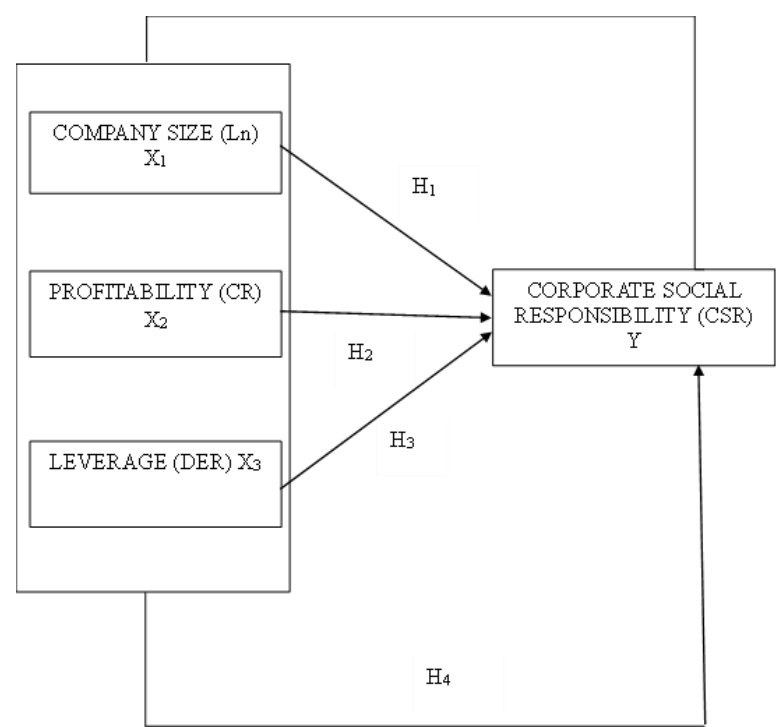 COMPANY SIZE (Ln)
X₁
H₁
PROFITABILITY (CR)
X₂
CORPORATE SOCIAL
RESPONSIBILITY (CSR)
Y
H₂
H₃
LEVERAGE (DER) X₃
H₄